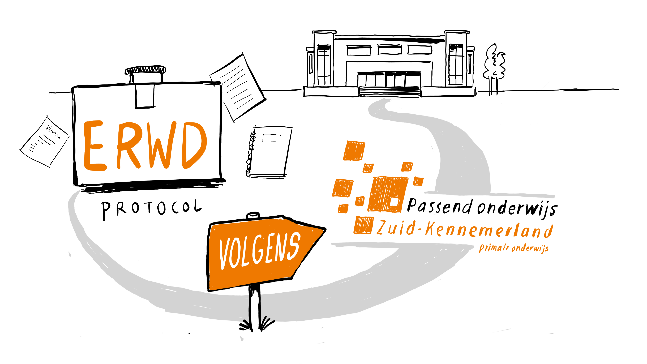 ERWD
PROTOCOL
VOLGENS
Passend onderwijs
Zuid-Kennemerland
primair onderwijs